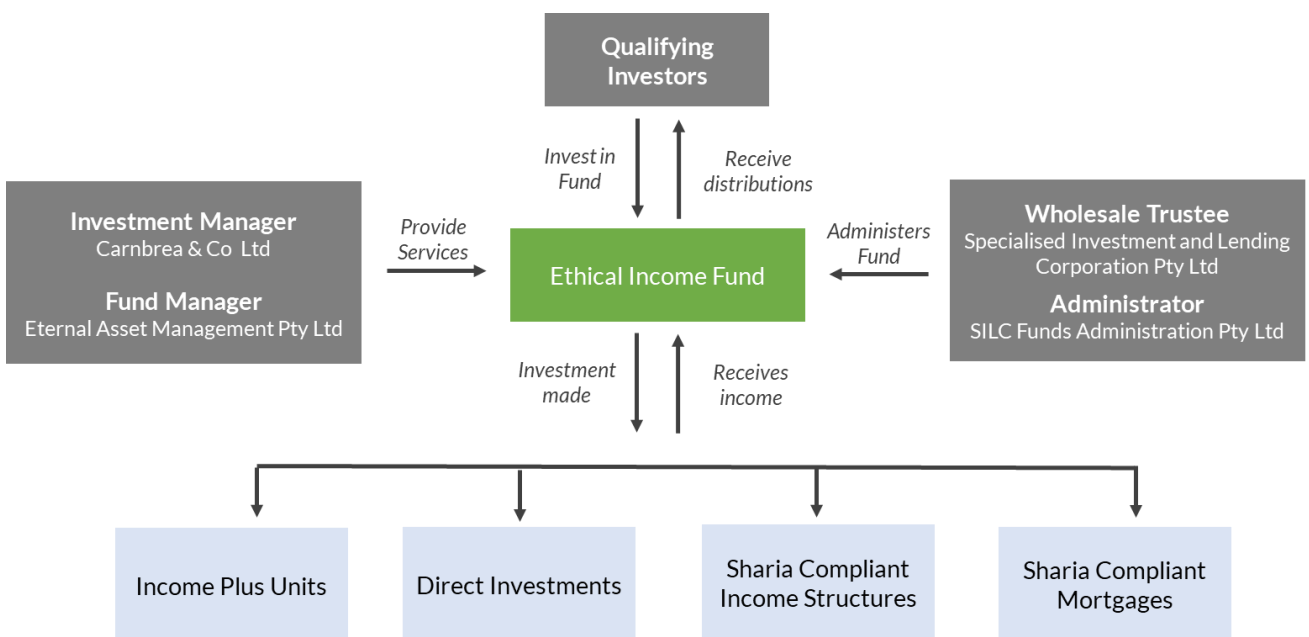 Qualifying
Investors
Invest in
Fund
Receive
distributions
Investment Manager
Carnbrea & Co Ltd
Fund Manager
Eternal Asset Management Pty Ltd
Provide
Services
Ethical Income Fund
Administers
Fund
Wholesale Trustee
Specialised Investment and Lending
Corporation Pty Ltd
Administrator
SILC Funds Administration Pty Ltd
Investment
made
Receives
income
Income Plus Units
Direct Investments
Sharia Compliant
Income Structures
Sharia Compliant
Mortgages